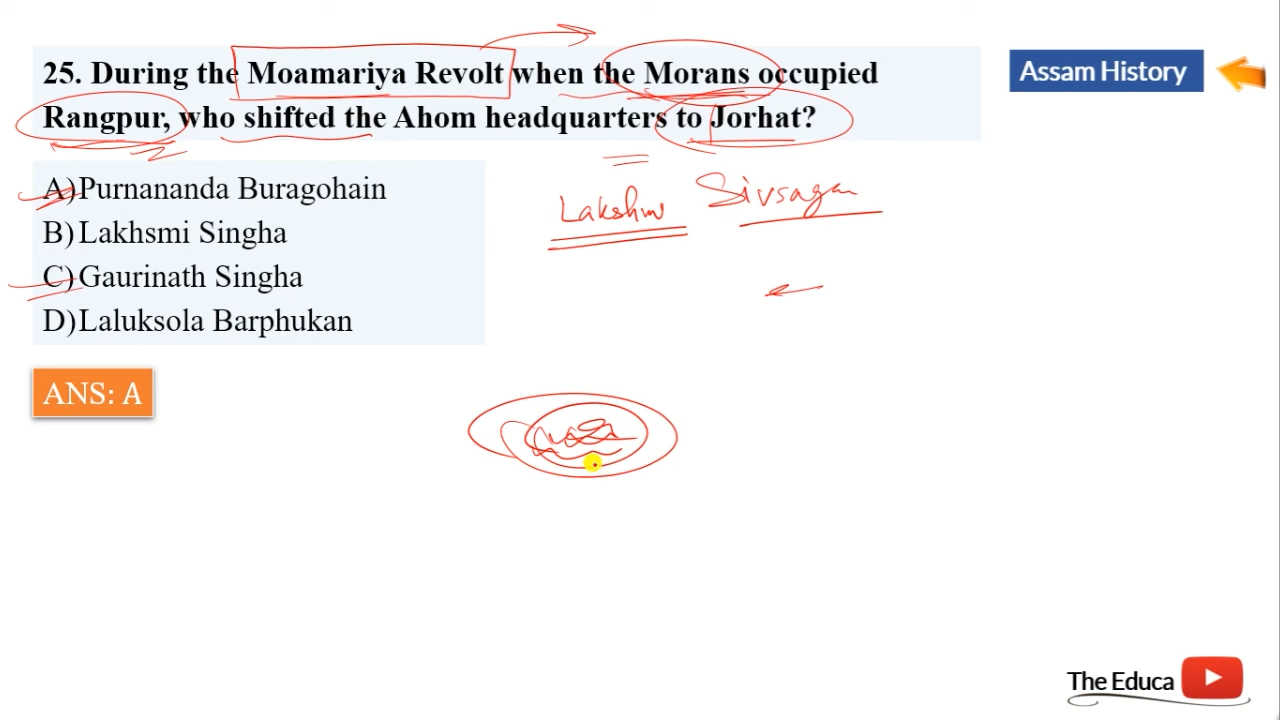 25. During the Moamariya Revolt when the Morans occupied
Rangpur, who shifted the Ahom headquarters to Jorhat?
Assam History
A) Purnananda Buragohain
B) Lakhsmi Singha
C) Gaurinath Singha
D) Laluksola Barphukan
Lakshmi Sivsagar
ANS: A
The Educa